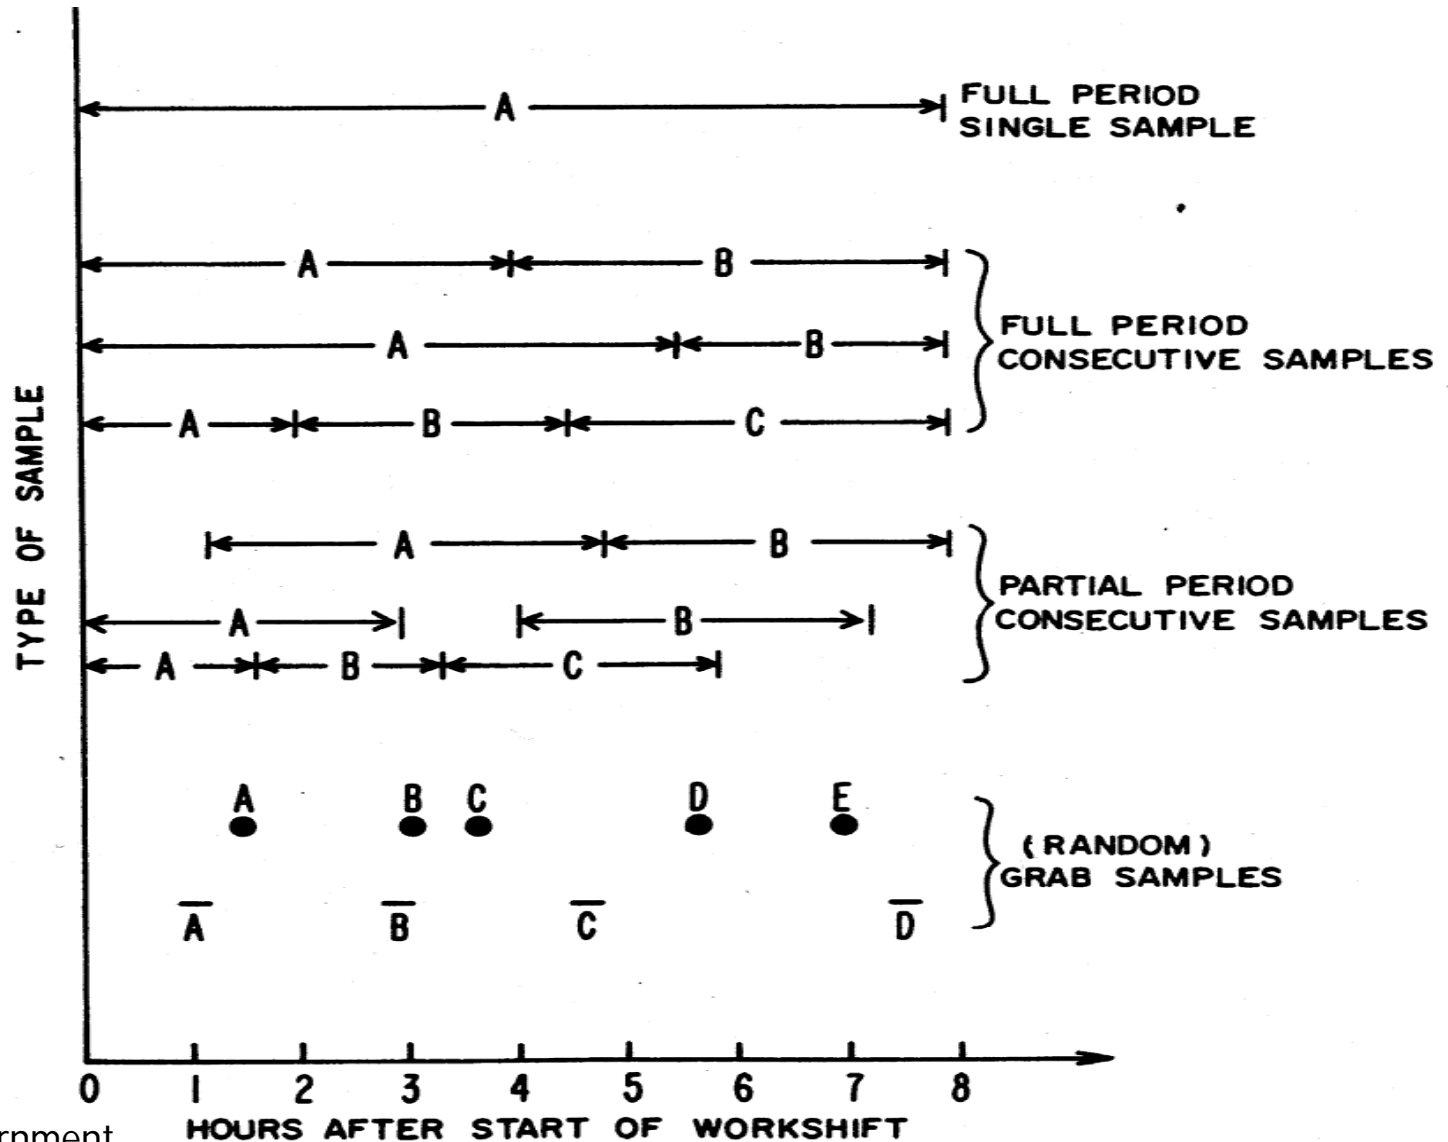 A
FULL PERIOD
SINGLE SAMPLE
A B
A B
FULL PERIOD
CONSECUTIVE SAMPLES
A B C
TYPE OF SAMPLE
A B
PARTIAL PERIOD
CONSECUTIVE SAMPLES
A B
A B C
A B C D E
(RANDOM)
GRAB SAMPLES
A B C D
0 1 2 3 4 5 6 7 8
HOURS AFTER START OF WORKSHIFT
rnment